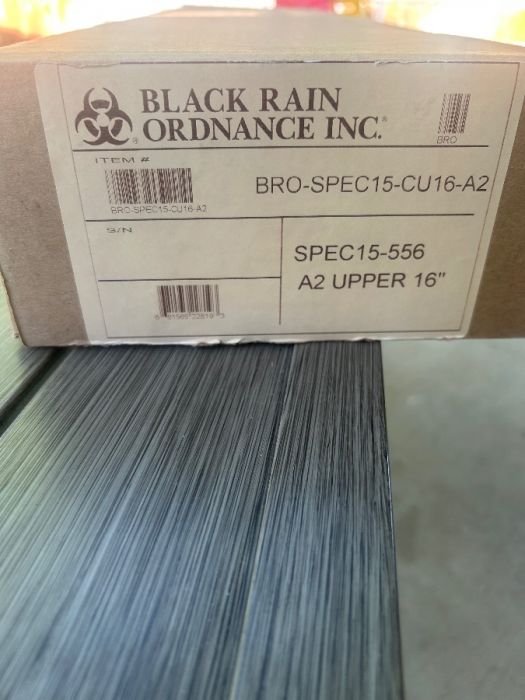 BLACK RAIN
ORDNANCE INC.®
BRO
ITEM #
BRO-SPEC15-CU16-A2
BRO-SPEC15-CU16-A2
S/N
SPEC15-556
A2 UPPER 16"